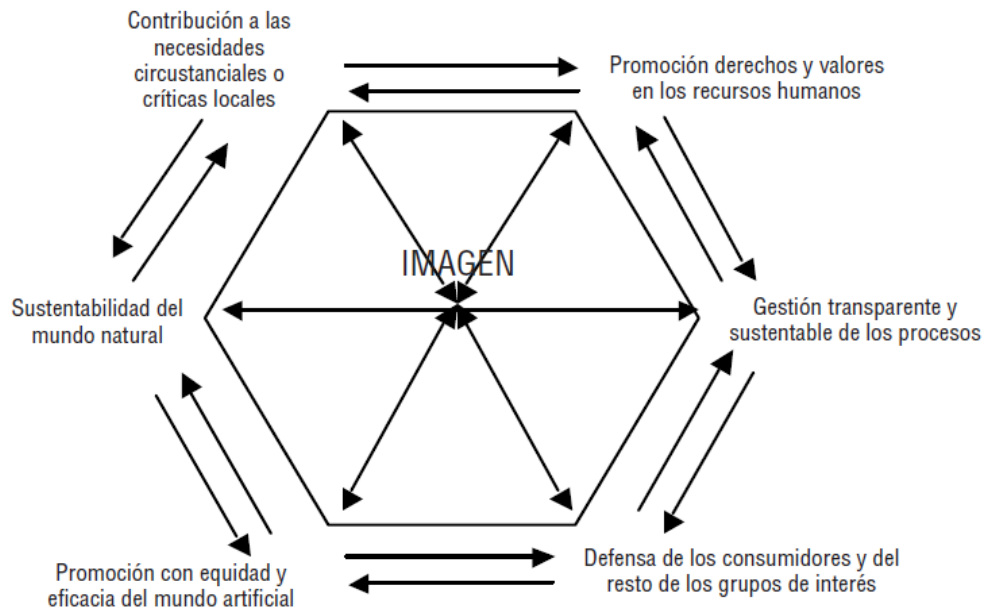 Contribución a las
necesidades
circustanciales o
críticas locales
Promoción derechos y valores
en los recursos humanos
IMAGEN
Sustentabilidad del
mundo natural
Gestión transparente y
sustentable de los procesos
Promoción con equidad y
eficacia del mundo artificial
Defensa de los consumidores y del
resto de los grupos de interés